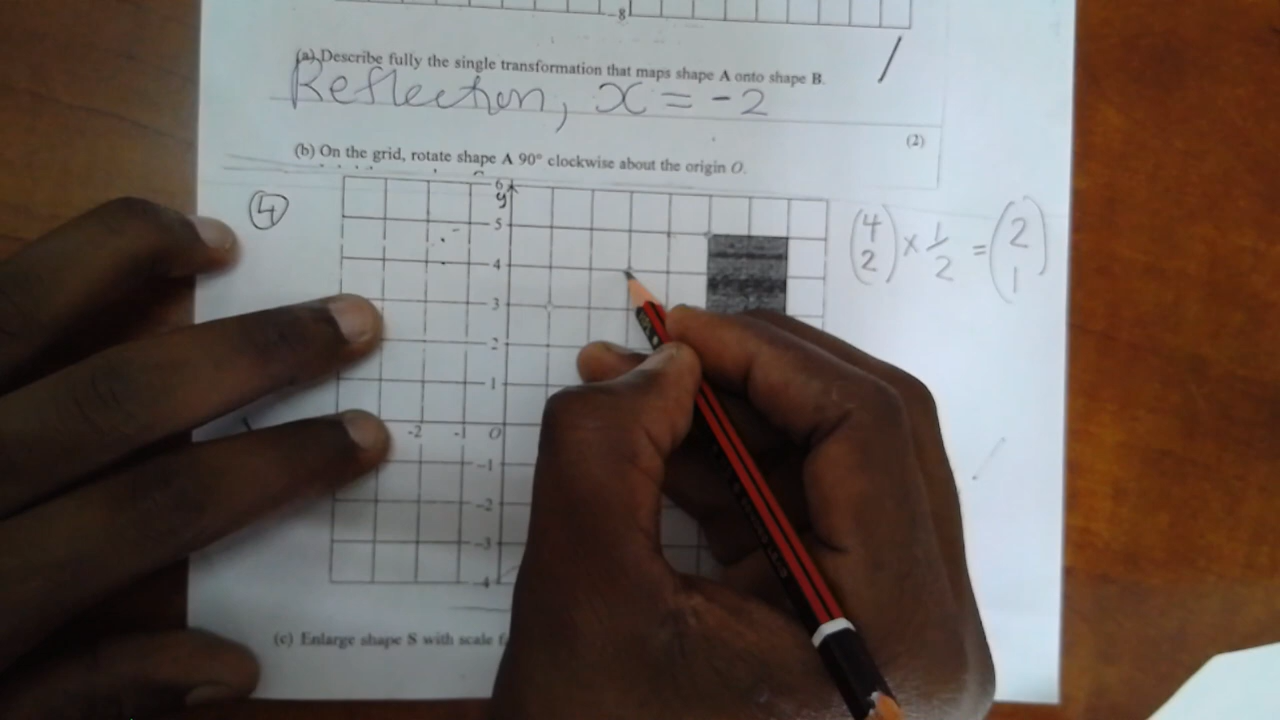 -8
(a) Describe fully the single transformation that maps shape A onto shape B.
Reflection, x = -2
(2)
(b) On the grid, rotate shape A 90° clockwise about the origin O.
4
6
y
5
4
3
2
1
-2 -1 O
-1
-2
-3
-4
(4 2) × 1/2 = (2 1)
(c) Enlarge shape S with scale